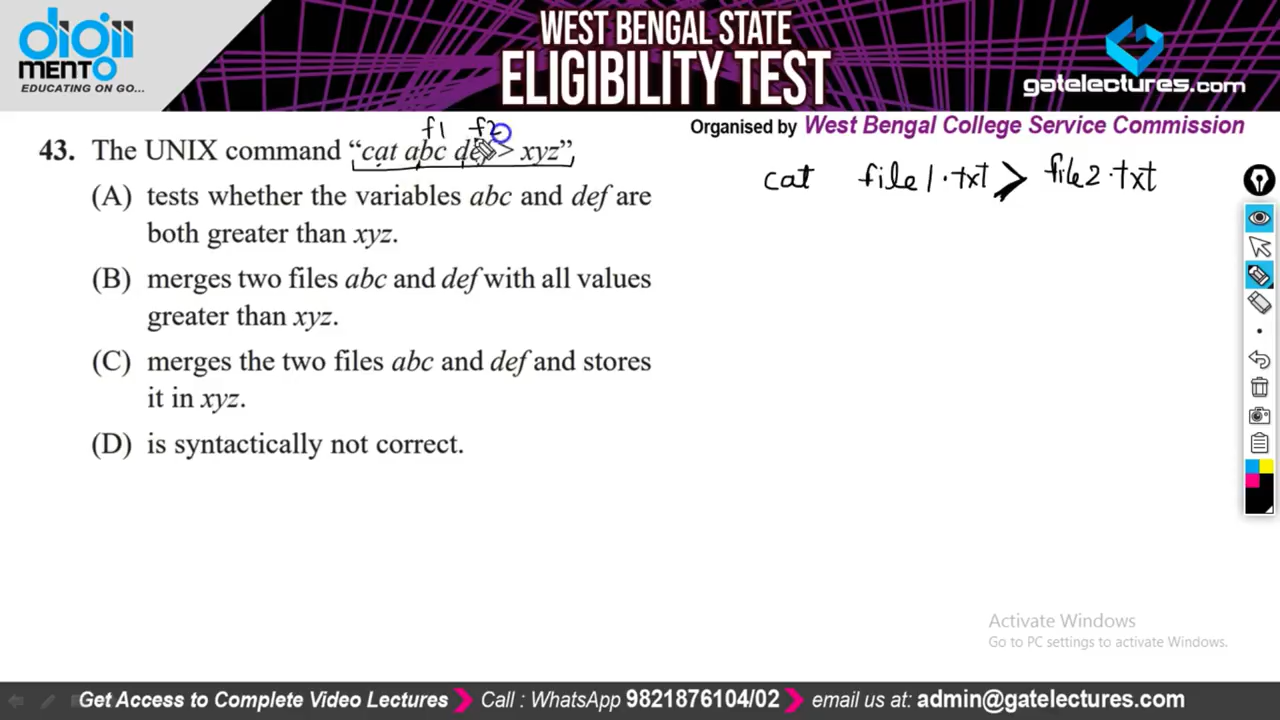 digii
MENTO
EDUCATING ON GO...
WEST BENGAL STATE
ELIGIBILITY TEST
gatelectures.com
Organised by West Bengal College Service Commission
f1 f2
43. The UNIX command “cat abc def > xyz”
cat file1.txt > file2.txt
(A) tests whether the variables abc and def are
both greater than xyz.
(B) merges two files abc and def with all values
greater than xyz.
(C) merges the two files abc and def and stores
it in xyz.
(D) is syntactically not correct.
Activate Windows
Go to PC settings to activate Windows.
Get Access to Complete Video Lectures Call : WhatsApp 9821876104/02 email us at: admin@gatelectures.com